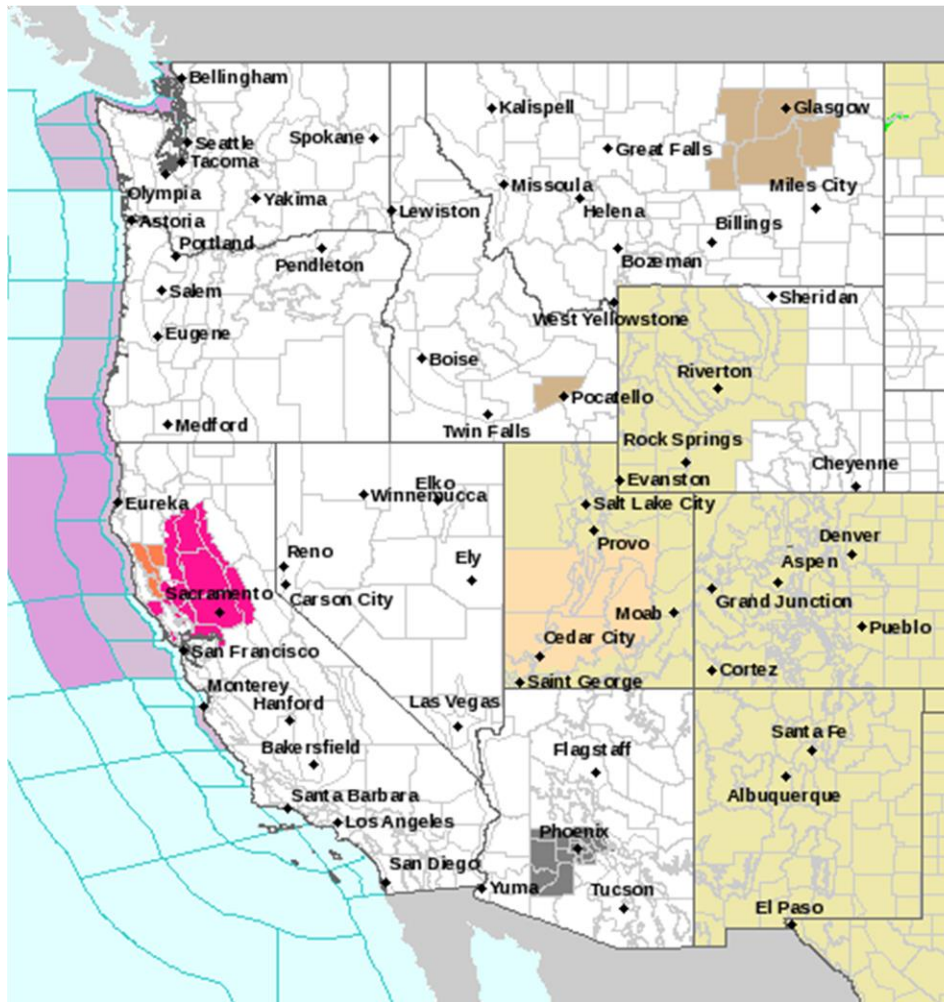 Bellingham
Kalispell
Glasgow
Seattle
Spokane
Great Falls
Tacoma
Missoula
Miles City
Olympia
Yakima
Helena
Lewiston
Astoria
Billings
Portland
Pendleton
Bozeman
Salem
Sheridan
West Yellowstone
Eugene
Boise
Riverton
Pocatello
Medford
Twin Falls
Rock Springs
Cheyenne
Elko
Evanston
Eureka
Winnemucca
Salt Lake City
Provo
Denver
Reno
Ely
Aspen
Sacramento
Carson City
Grand Junction
Moab
Pueblo
Cedar City
San Francisco
Cortez
Saint George
Monterey
Hanford
Las Vegas
Santa Fe
Bakersfield
Flagstaff
Albuquerque
Santa Barbara
Los Angeles
Phoenix
San Diego
Yuma
Tucson
El Paso